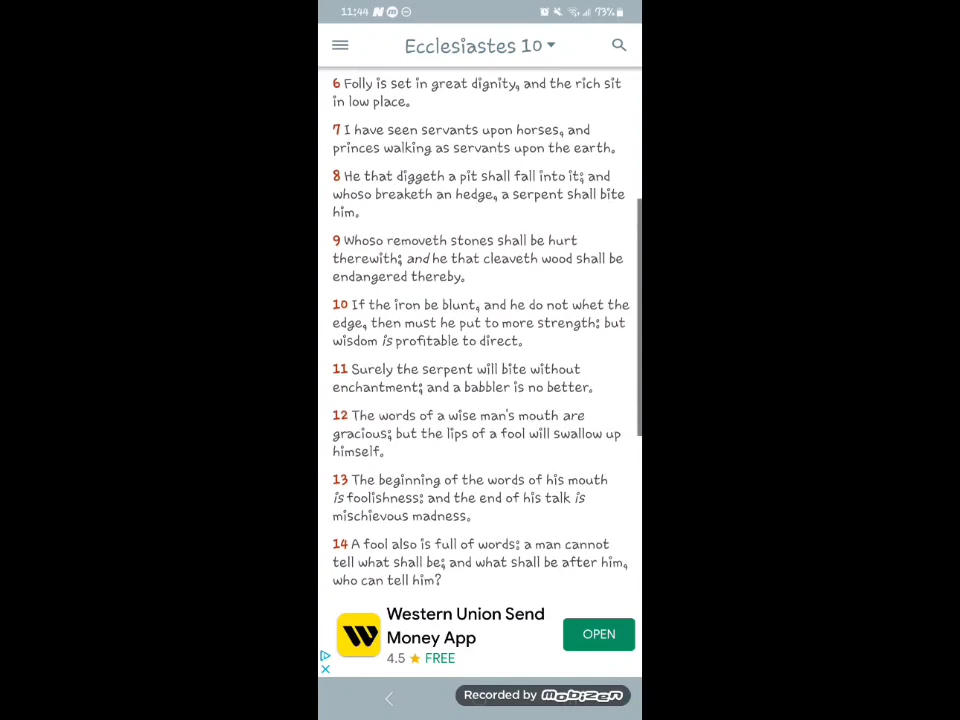 11:44
73%
Ecclesiastes 10
6 Folly is set in great dignity, and the rich sit
in low place.
7 I have seen servants upon horses, and
princes walking as servants upon the earth.
8 He that diggeth a pit shall fall into it; and
whoso breaketh an hedge, a serpent shall bite
him.
9 Whoso removeth stones shall be hurt
therewith; and he that cleaveth wood shall be
endangered thereby.
10 If the iron be blunt, and he do not whet the
edge, then must he put to more strength: but
wisdom is profitable to direct.
11 Surely the serpent will bite without
enchantment; and a babbler is no better.
12 The words of a wise man's mouth are
gracious; but the lips of a fool will swallow up
himself.
13 The beginning of the words of his mouth
is foolishness: and the end of his talk is
mischievous madness.
14 A fool also is full of words: a man cannot
tell what shall be; and what shall be after him,
who can tell him?
Western Union Send
Money App
4.5 ★ FREE
OPEN
Recorded by mobizen